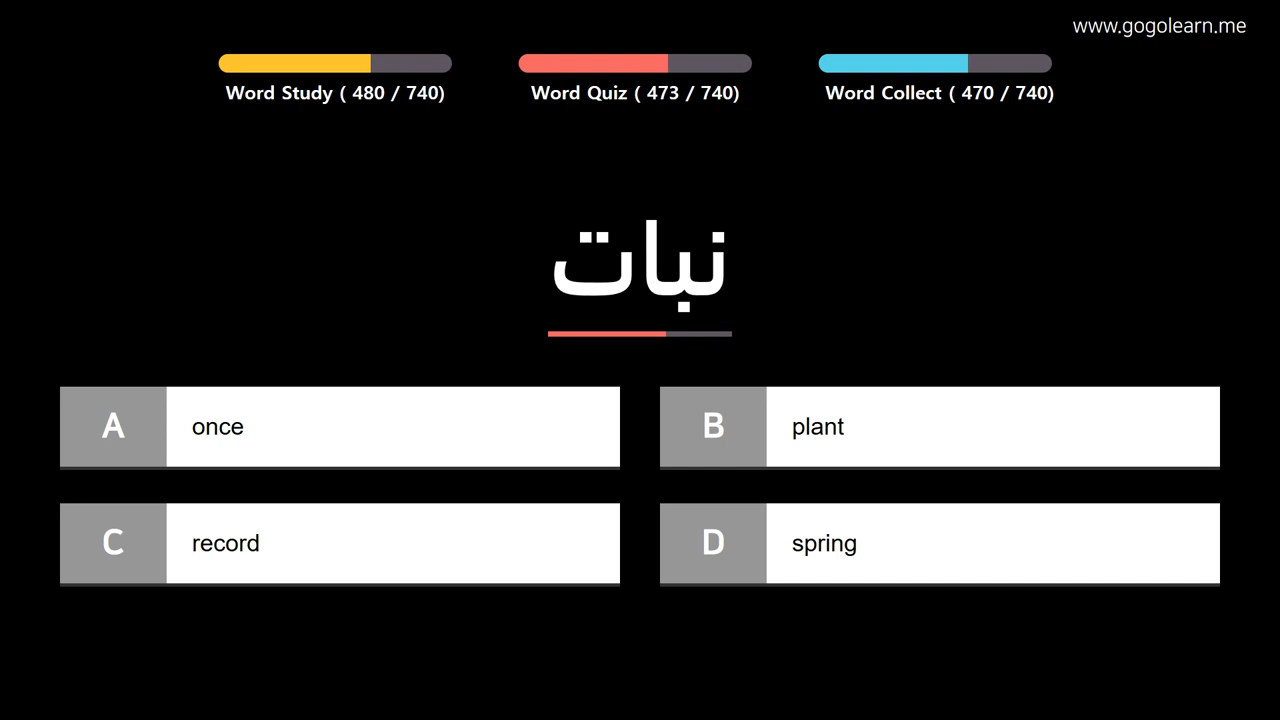 www.gogolearn.me
Word Study ( 480 / 740)
Word Quiz ( 473 / 740)
Word Collect ( 470 / 740)
نبات
A once
B plant
C record
D spring